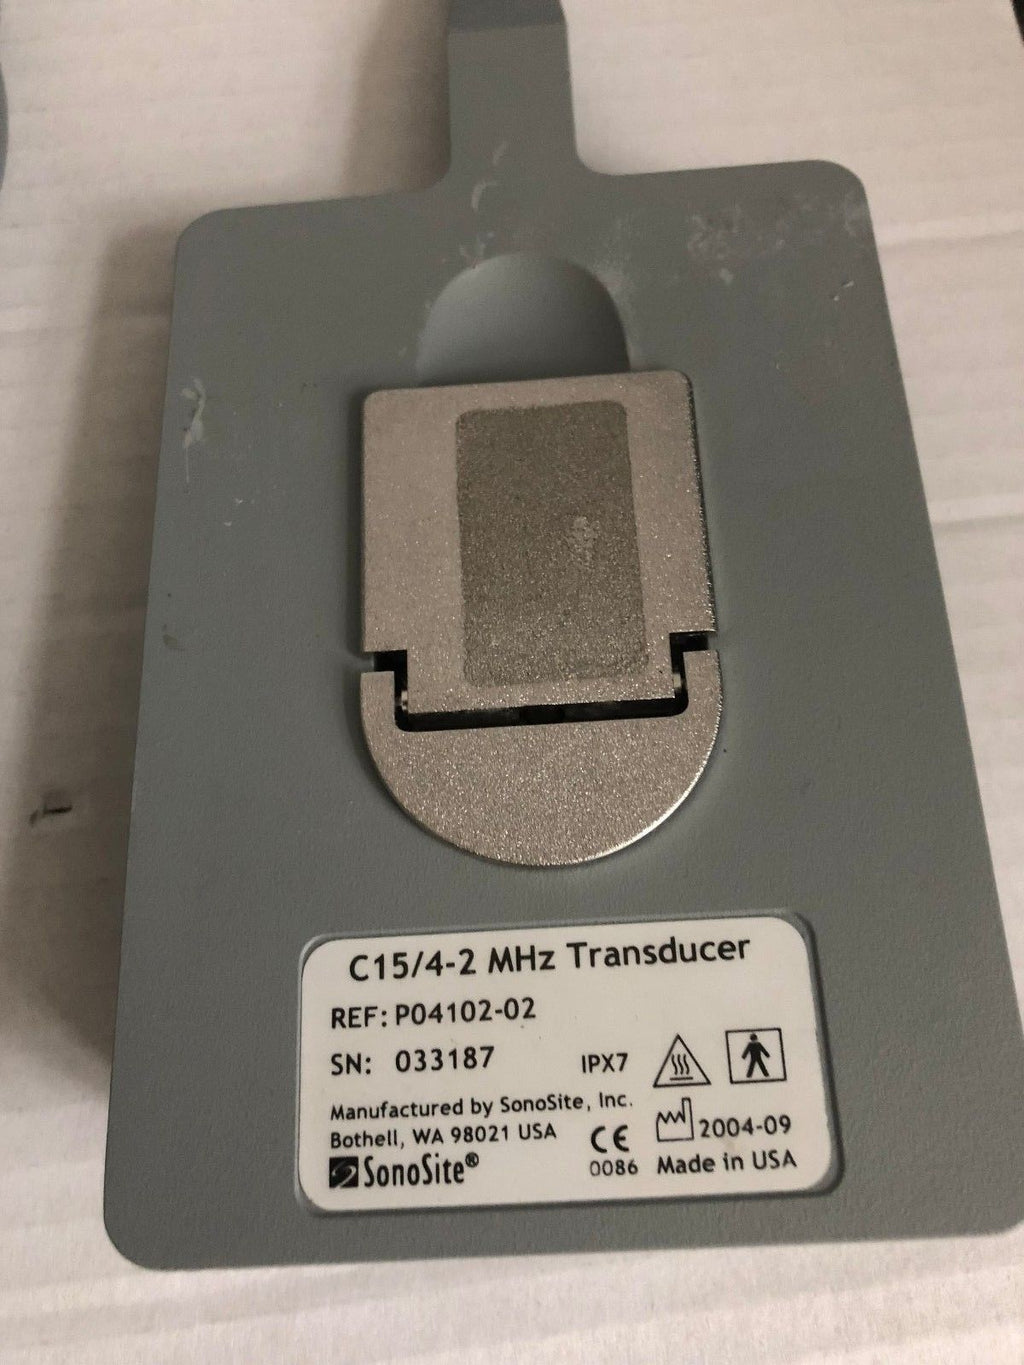 C15/4-2 MHz Transducer
REF: P04102-02
SN: 033187 IPX7
Manufactured by SonoSite, Inc.
Bothell, WA 98021 USA CE 2004-09
SonoSite® 0086 Made in USA